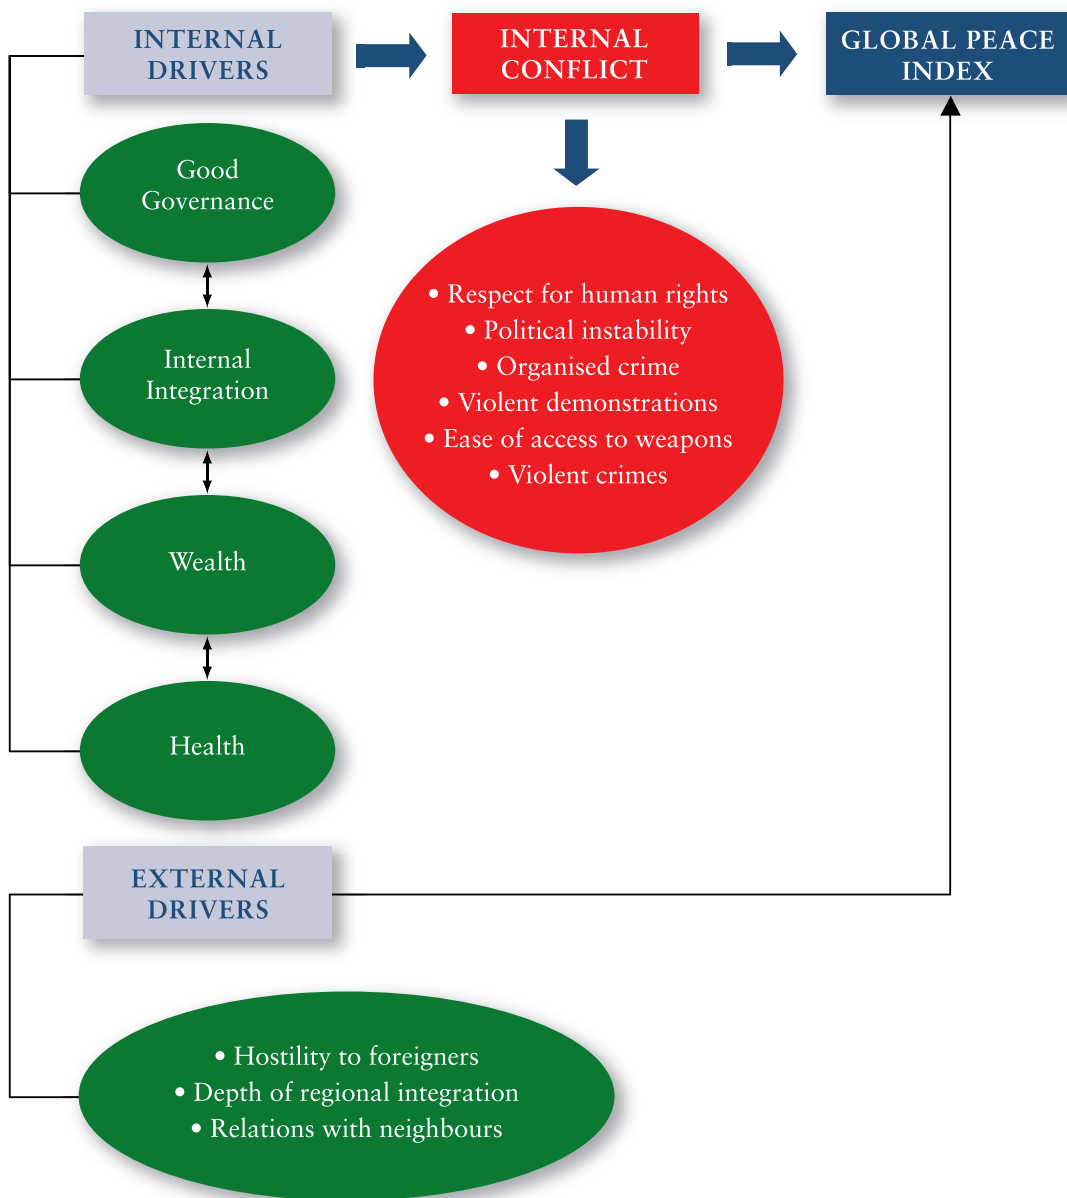 INTERNAL
DRIVERS
INTERNAL
CONFLICT
GLOBAL PEACE
INDEX
Good
Governance
Internal
Integration
Wealth
Health
• Respect for human rights
• Political instability
• Organised crime
• Violent demonstrations
• Ease of access to weapons
• Violent crimes
EXTERNAL
DRIVERS
• Hostility to foreigners
• Depth of regional integration
• Relations with neighbours